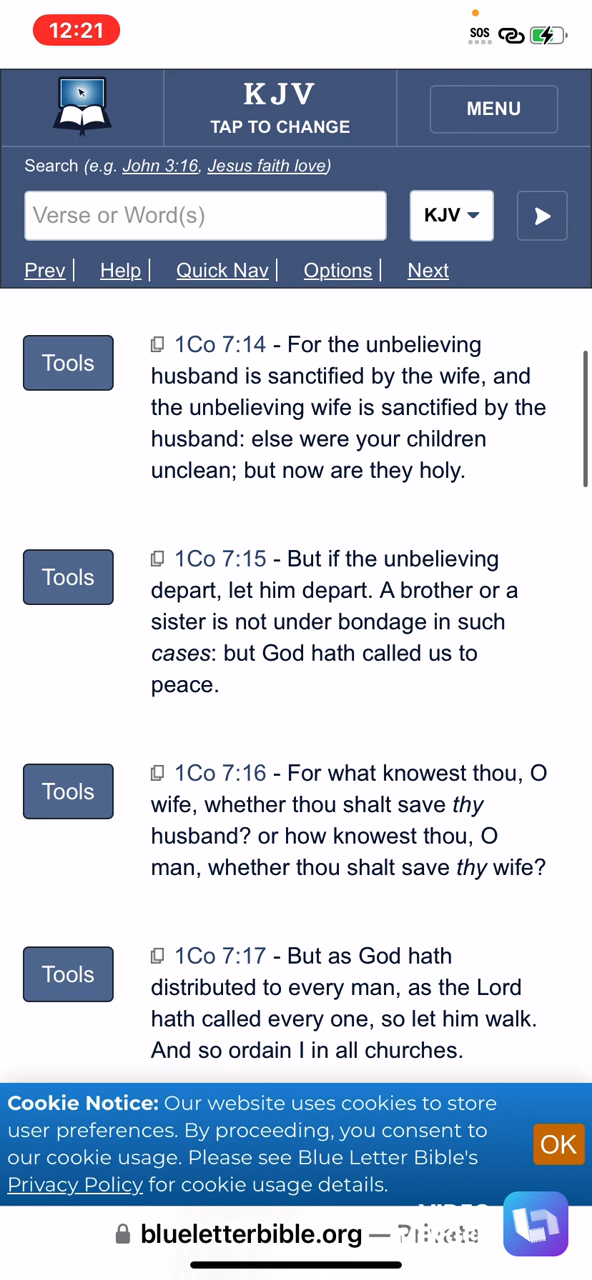 12:21
SOS
KJV
TAP TO CHANGE
MENU
Search (e.g. John 3:16, Jesus faith love)
Verse or Word(s)
KJV
Prev | Help | Quick Nav | Options | Next
Tools
1Co 7:14 - For the unbelieving
husband is sanctified by the wife, and
the unbelieving wife is sanctified by the
husband: else were your children
unclean; but now are they holy.
Tools
1Co 7:15 - But if the unbelieving
depart, let him depart. A brother or a
sister is not under bondage in such
cases: but God hath called us to
peace.
Tools
1Co 7:16 - For what knowest thou, O
wife, whether thou shalt save thy
husband? or how knowest thou, O
man, whether thou shalt save thy wife?
Tools
1Co 7:17 - But as God hath
distributed to every man, as the Lord
hath called every one, so let him walk.
And so ordain I in all churches.
Cookie Notice: Our website uses cookies to store
user preferences. By proceeding, you consent to
our cookie usage. Please see Blue Letter Bible's
Privacy Policy for cookie usage details.
OK
blueletterbible.org — Private